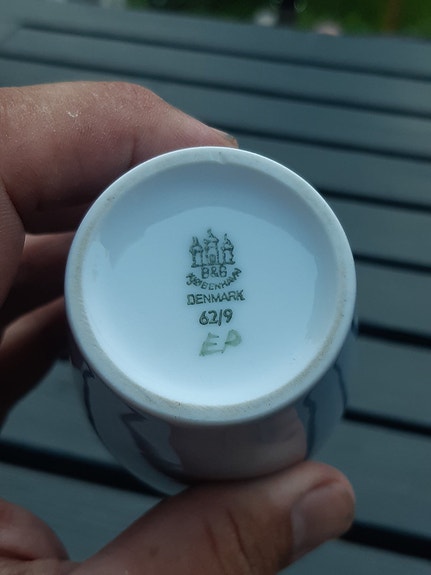 B&G
KJØBENHAVN
DENMARK
62/9
EP